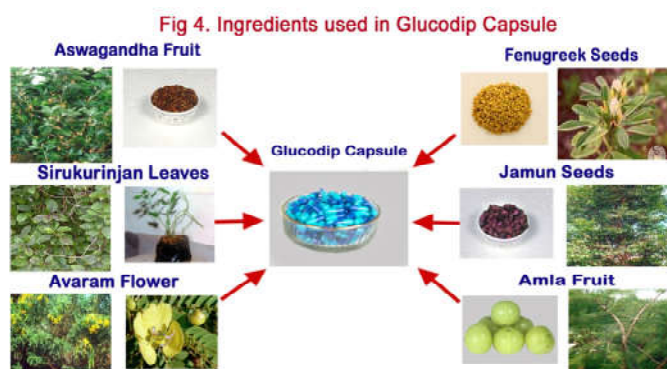 Fig 4. Ingredients used in Glucodip Capsule
Aswagandha Fruit
Fenugreek Seeds
Glucodip Capsule
Sirukurinjan Leaves
Jamun Seeds
Avaram Flower
Amla Fruit